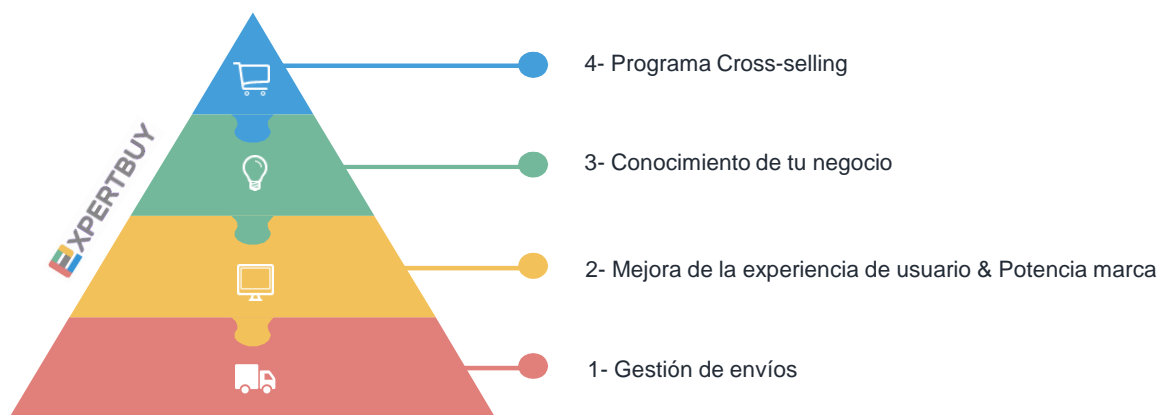 4- Programa Cross-selling
EXPERTBUY
3- Conocimiento de tu negocio
2- Mejora de la experiencia de usuario & Potencia marca
1- Gestión de envíos